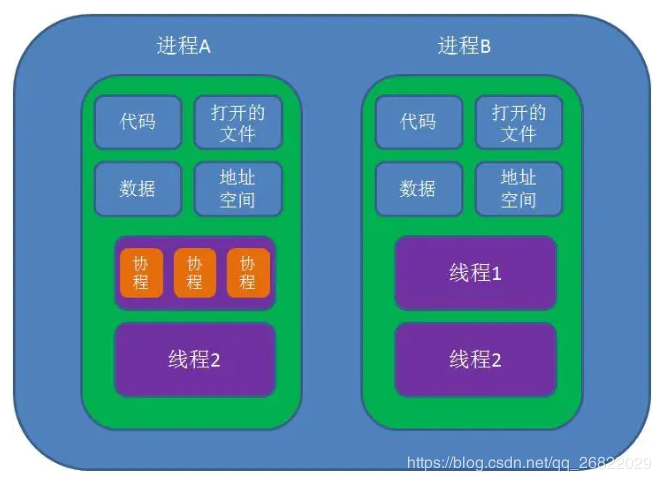 进程A
进程B
代码
打开的
文件
代码
打开的
文件
数据
地址
空间
数据
地址
空间
协
程
协
程
协
程
线程1
线程2
线程2
https://blog.csdn.net/qq_26822029